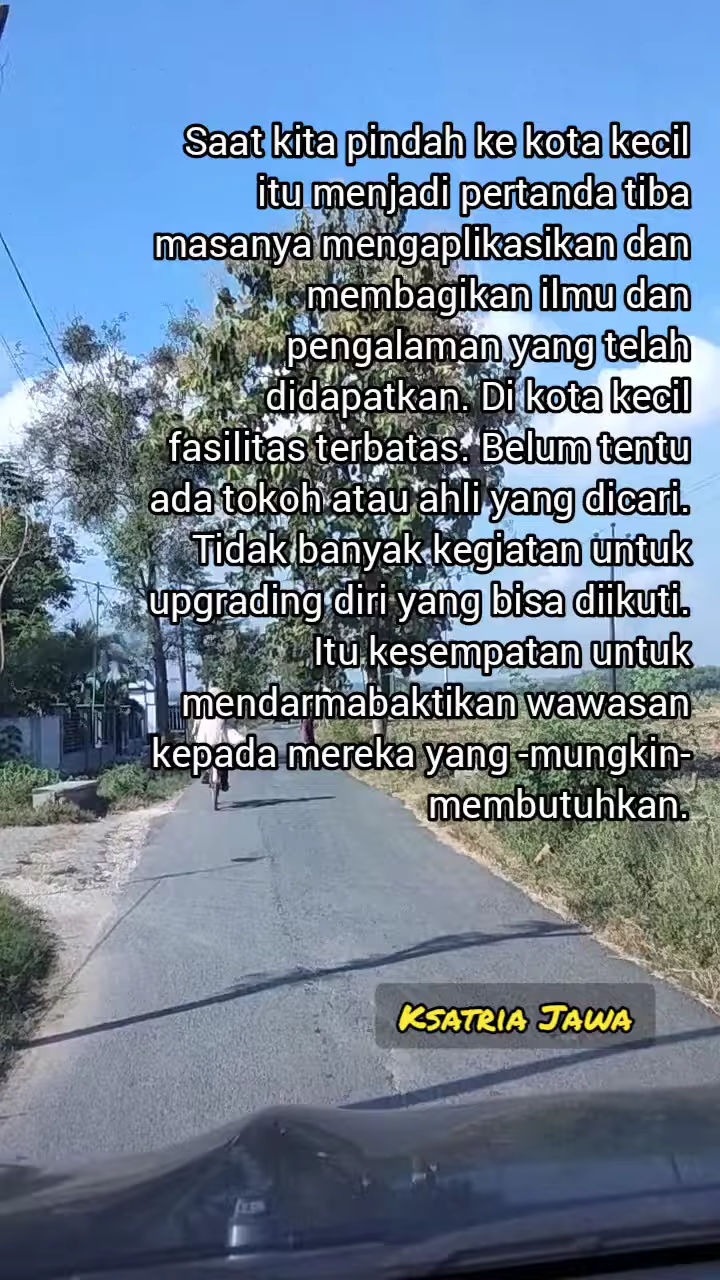 Saat kita pindah ke kota kecil
itu menjadi pertanda tiba
masanya mengaplikasikan dan
membagikan ilmu dan
pengalaman yang telah
didapatkan. Di kota kecil
fasilitas terbatas. Belum tentu
ada tokoh atau ahli yang dicari.
Tidak banyak kegiatan untuk
upgrading diri yang bisa diikuti.
Itu kesempatan untuk
mendarmabaktikan wawasan
kepada mereka yang -mungkin-
membutuhkan.
Ksatria Jawa